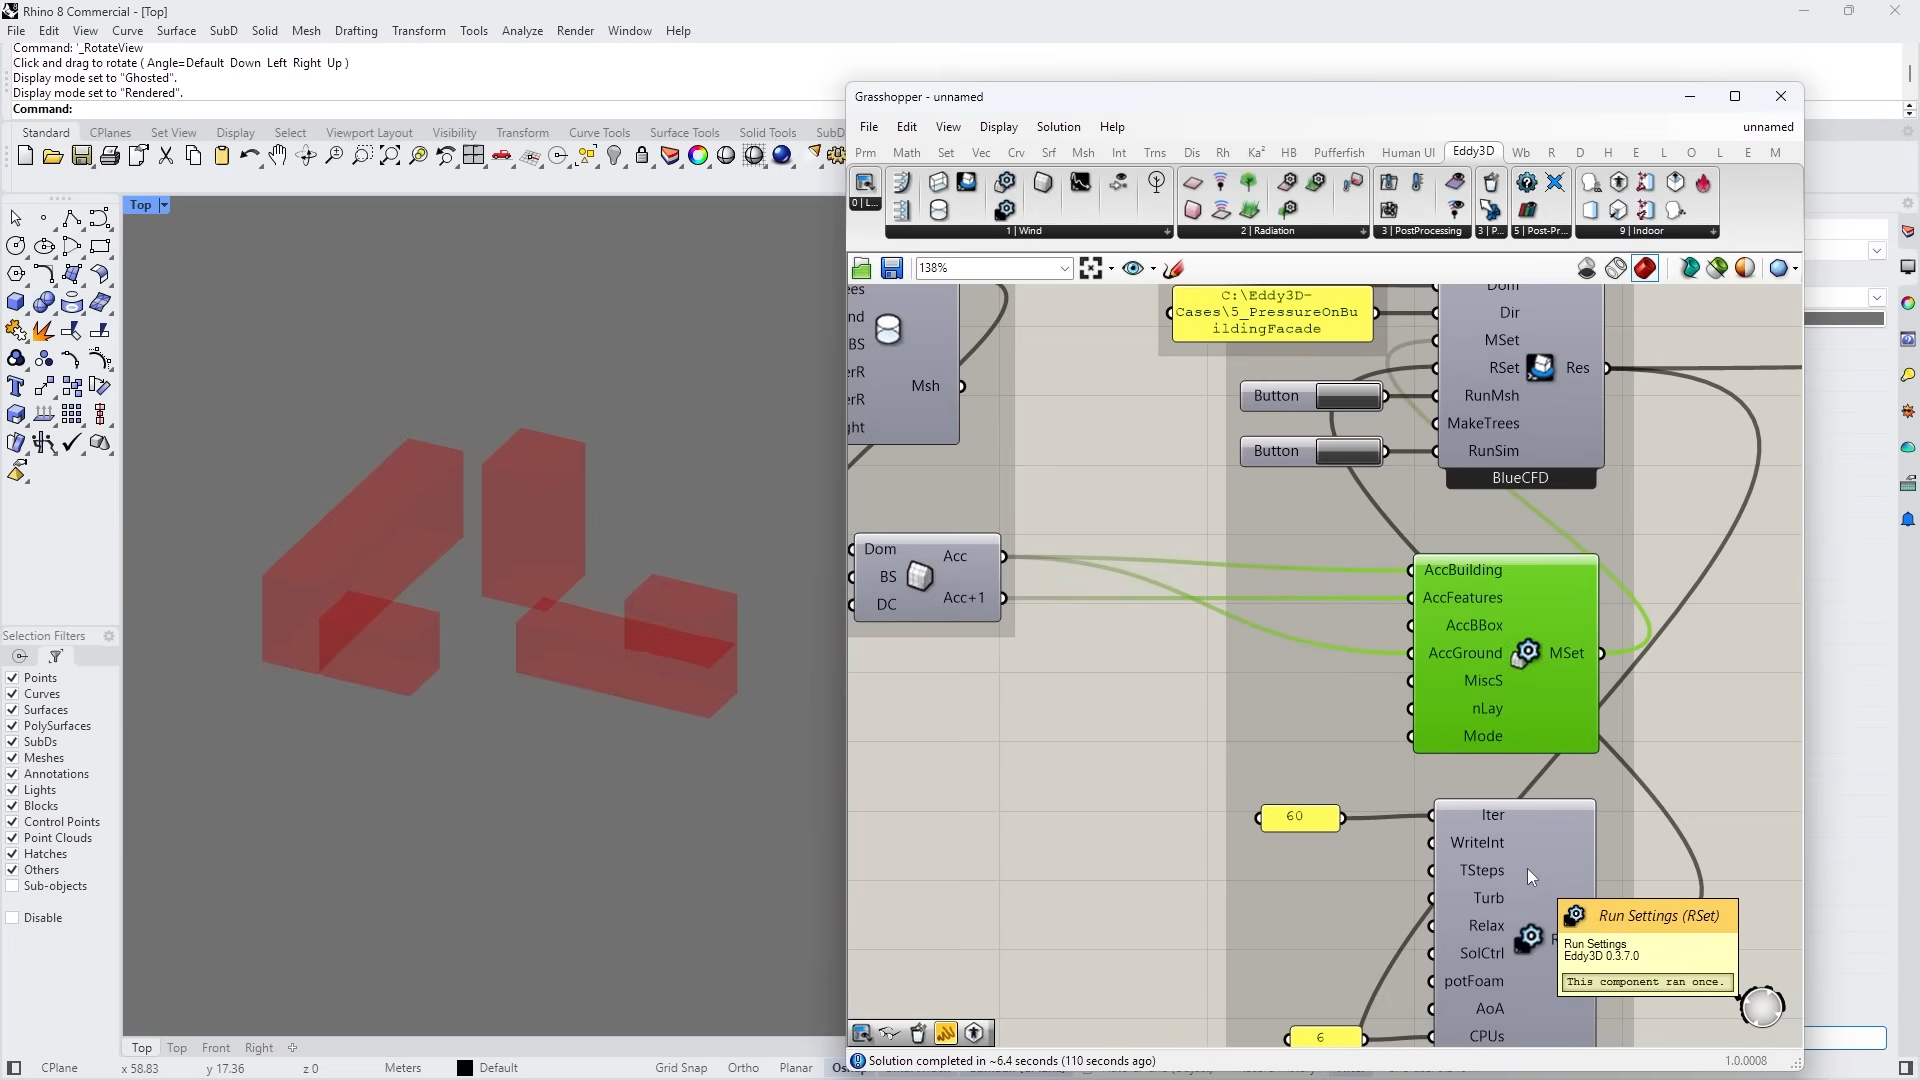 Rhino 8 Commercial - [Top]
File Edit View Curve Surface SubD Solid Mesh Drafting Transform Tools Analyze Render Window Help
Command: '_RotateView
Click and drag to rotate ( Angle=Default Down Left Right Up )
Display mode set to "Ghosted".
Display mode set to "Rendered".
Command:
Standard CPlanes Set View Display Select Viewport Layout Visibility Transform Curve Tools Surface Tools Solid Tools SubD
Top
Selection Filters
Points
Curves
Surfaces
PolySurfaces
SubDs
Meshes
Annotations
Lights
Blocks
Control Points
Point Clouds
Hatches
Others
Sub-objects
Disable
Top Top Front Right
CPlane x 58.83 y 17.36 z 0 Meters Default Grid Snap Ortho Planar
Grasshopper - unnamed
File Edit View Display Solution Help unnamed
Prm Math Set Vec Crv Srf Msh Int Trns Dis Rh Ka² HB Pufferfish Human UI Eddy3D Wb R D H E L O L E M
0 | L... 1 | Wind 2 | Radiation 3 | PostProcessing 3 | P... 5 | Post-Pr... 9 | Indoor
138%
C:\Eddy3D-
Cases\5_PressureOnBu
ildingFacade
Msh
Dom
Dir
MSet
RSet
RunMsh
MakeTrees
RunSim
Res
BlueCFD
Button
Button
Dom
BS
DC
Acc
Acc+1
AccBuilding
AccFeatures
AccBBox
AccGround
MiscS
nLay
Mode
MSet
60
Iter
WriteInt
TSteps
Turb
Relax
SolCtrl
potFoam
AoA
CPUs
6
Run Settings (RSet)
Run Settings
Eddy3D 0.3.7.0
This component ran once.
Solution completed in ~6.4 seconds (110 seconds ago)
1.0.0008